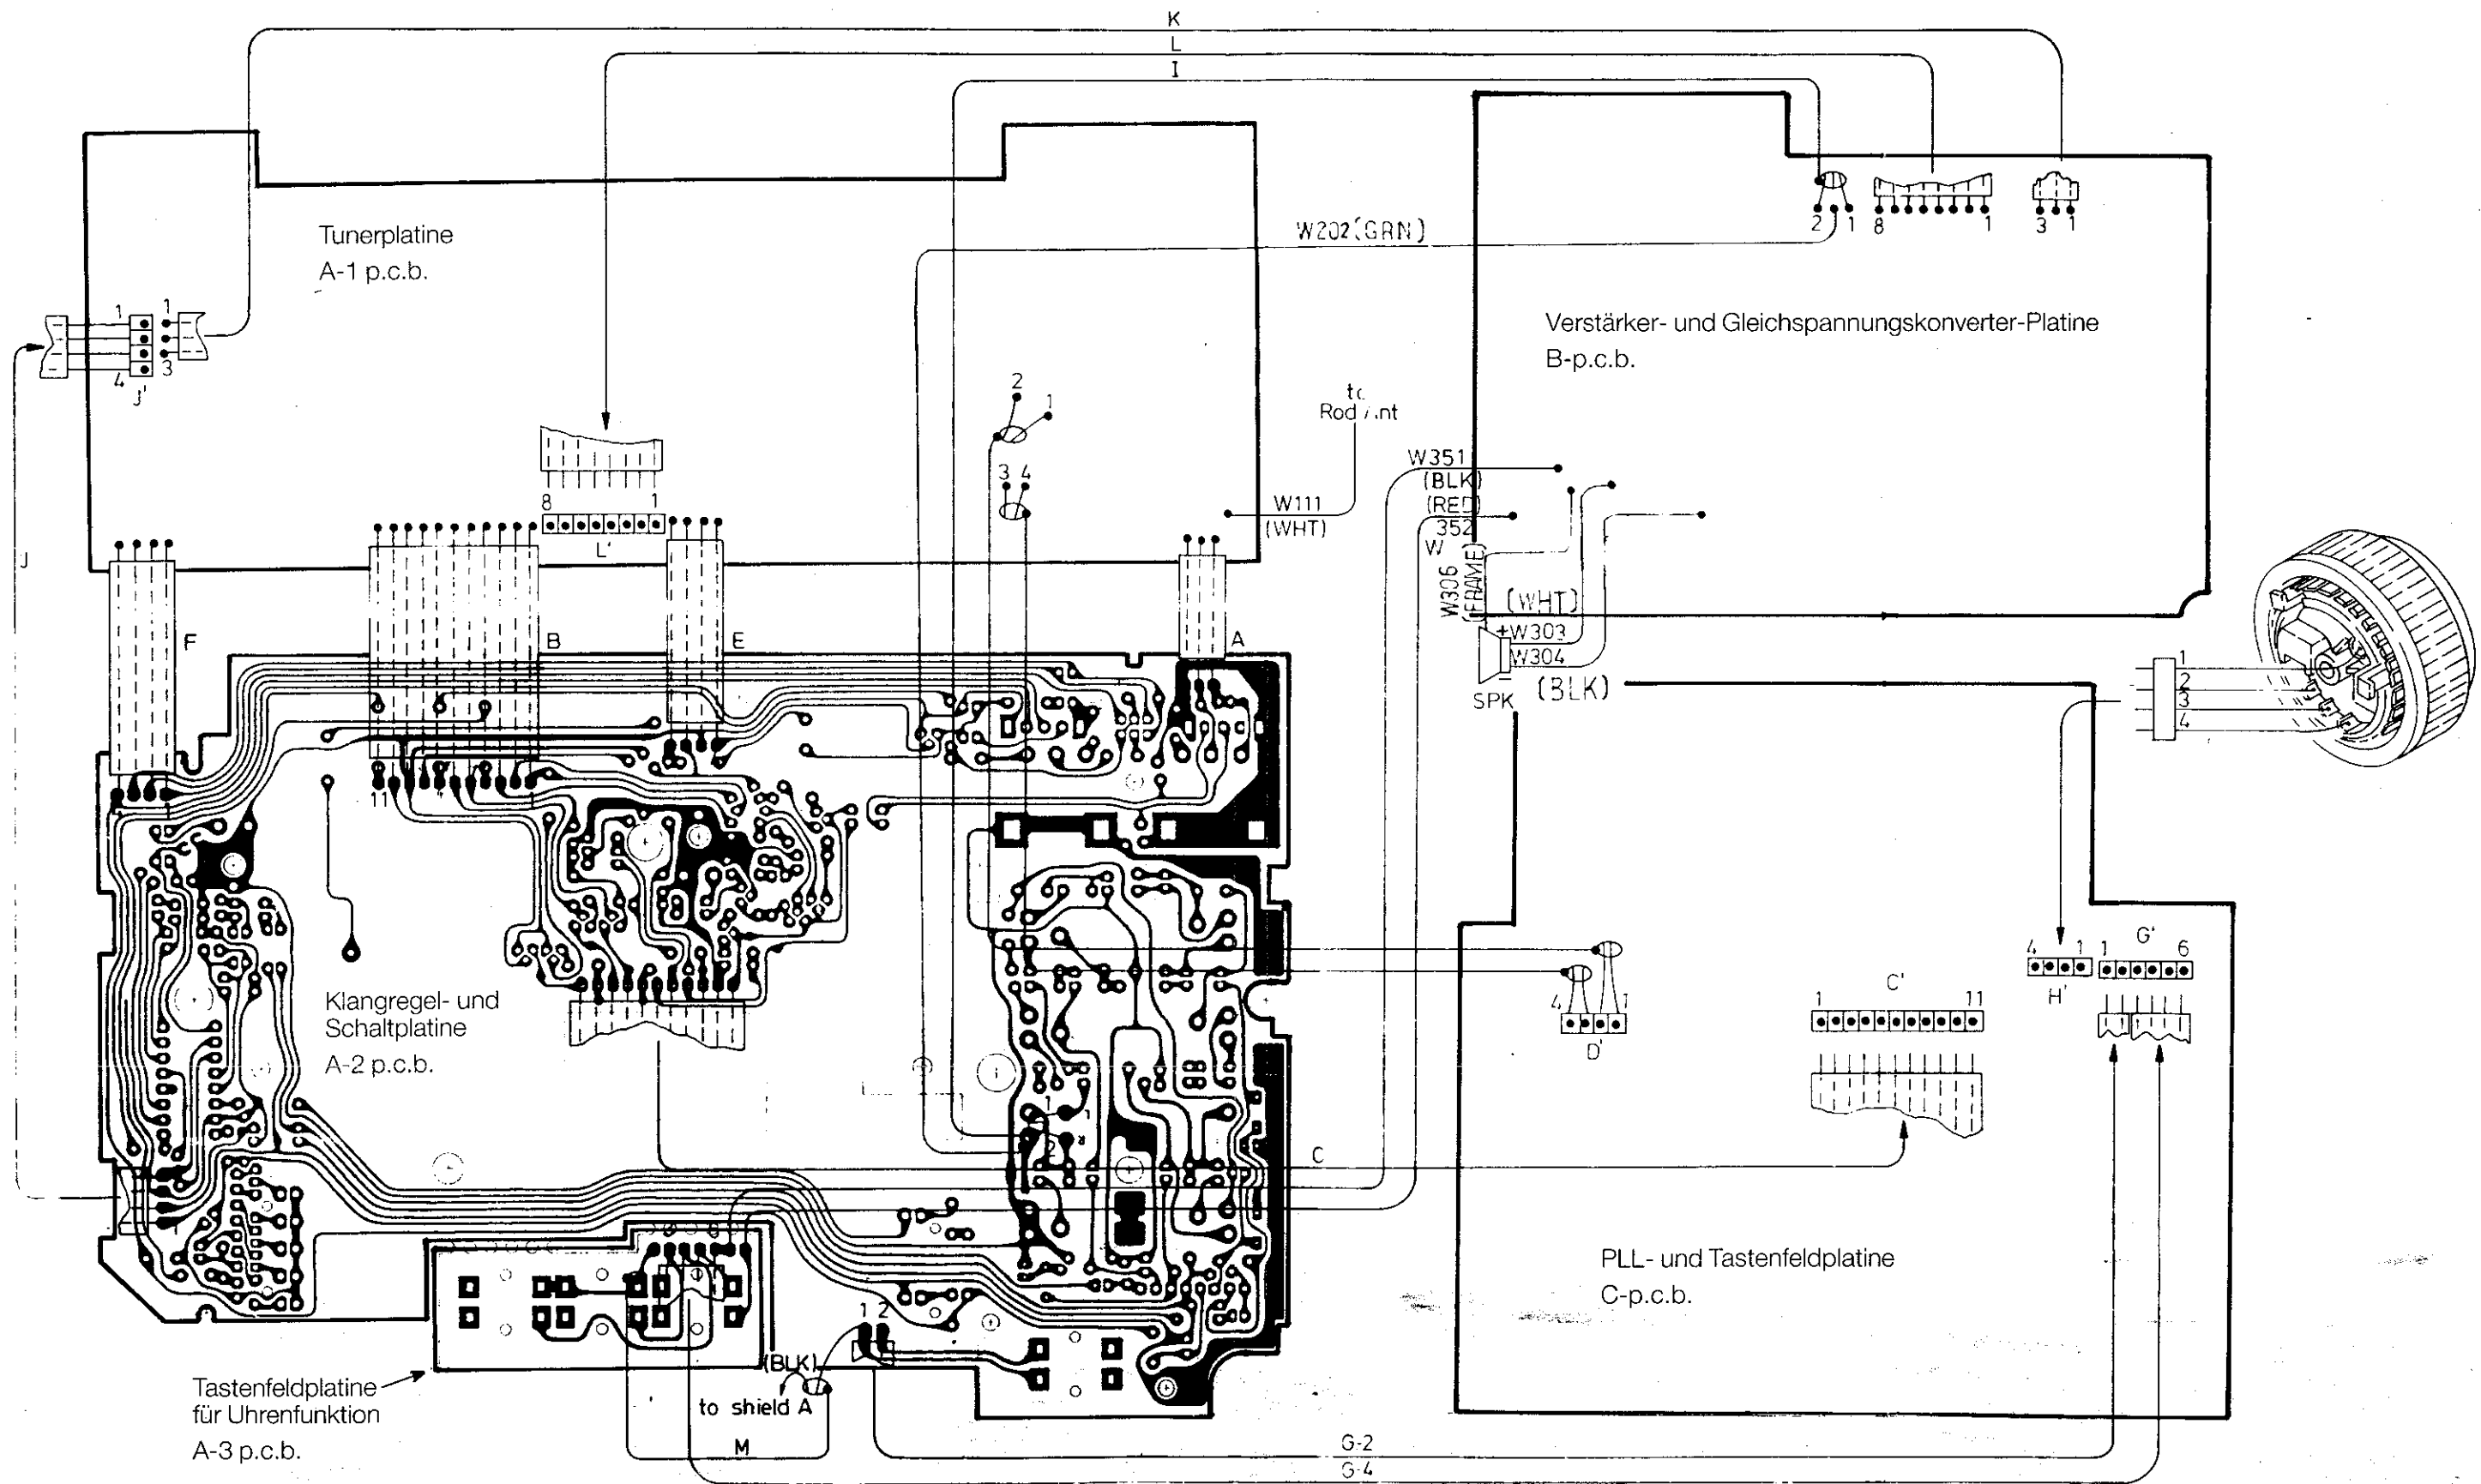 K
L
I
Tunerplatine
A-1 p.c.b.
W202(GRN)
2 1 8 1 3 1
Verstärker- und Gleichspannungskonverter-Platine
B-p.c.b.
1 1
4 3
J'
2
1
3 4
to
W351
(BLK)
(RED)
352
W
W306
(FRAME)
(WHT)
+W303
W304
SPK (BLK)
W111
(WHT)
8 1
L'
J
F
B
E
A
1
2
3
4
11
Klangregel- und
Schaltplatine
A-2 p.c.b.
4 1 1 G' 6
H'
1 C' 11
4 1
D'
C
PLL- und Tastenfeldplatine
C-p.c.b.
1 2
(BLK)
to shield A
M
Tastenfeldplatine
für Uhrenfunktion
A-3 p.c.b.
G-2
G-4